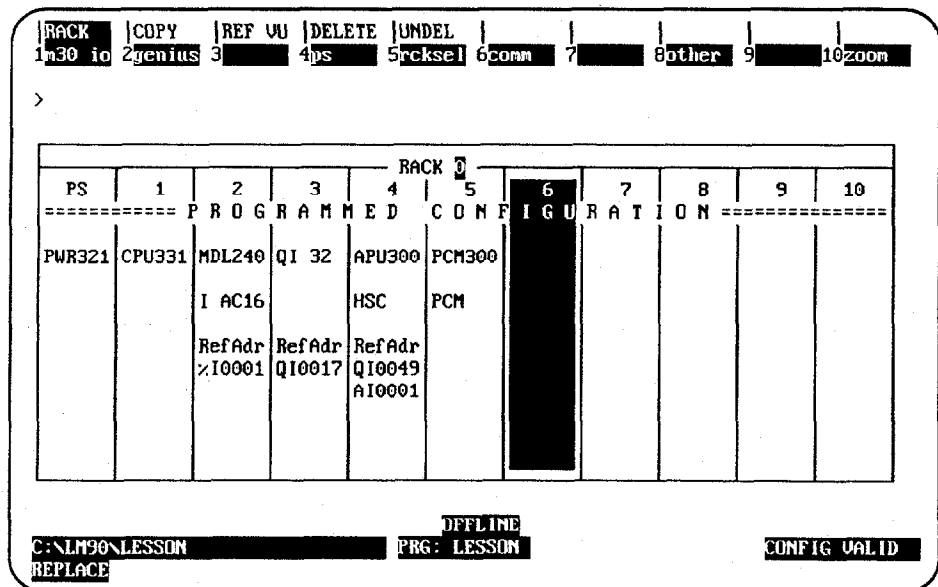 RACK |COPY |REF VU |DELETE |UNDEL | | | | |
1m30 io 2genius 3 4ps 5rcksel 6comm 7 8other 9 10zoom
>
RACK 0
PS 1 2 3 4 5 6 7 8 9 10
============ P R O G R A M M E D C O N F I G U R A T I O N ===============
PWR321 CPU331 MDL240 QI 32 APU300 PCM300
I AC16 HSC PCM
RefAdr RefAdr RefAdr
%I0001 QI0017 QI0049
AI0001
OFFLINE
C:\LM90\LESSON PRG: LESSON CONFIG VALID
REPLACE